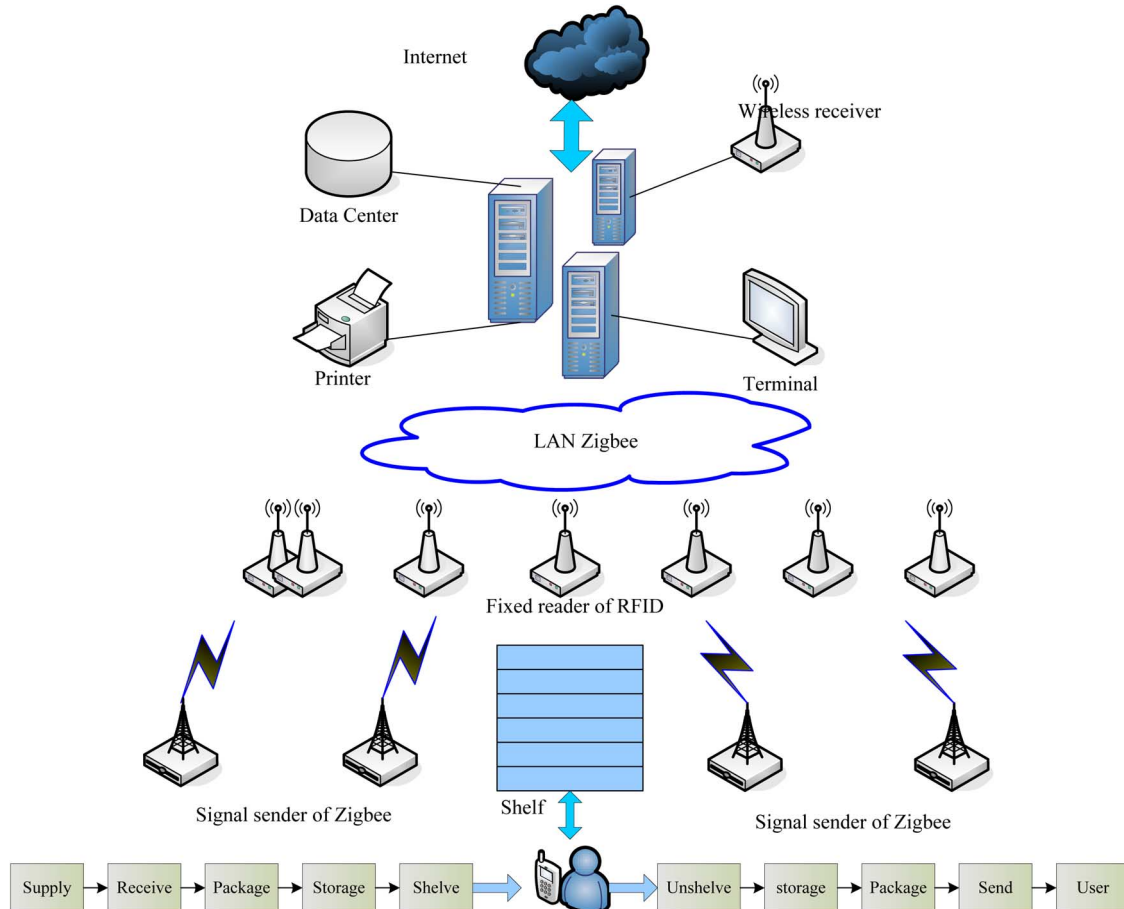 Internet
Wireless receiver
Data Center
Printer
Terminal
LAN Zigbee
Fixed reader of RFID
Shelf
Signal sender of Zigbee
Signal sender of Zigbee
Supply
Receive
Package
Storage
Shelve
Unshelve
storage
Package
Send
User